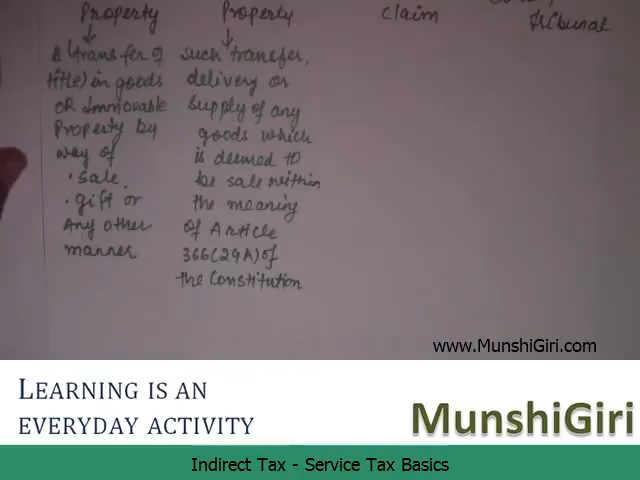 Property
Property
claim
Tribunal
A (transfer of
title) in goods
OR Immovable
Property by
way of
• sale,
• gift or
Any other
manner
such transfer,
delivery or
supply of any
goods which
is deemed to
be sale within
the meaning
of Article
366(29A) of
the Constitution
www.MunshiGiri.com
LEARNING IS AN
EVERYDAY ACTIVITY
MunshiGiri
Indirect Tax - Service Tax Basics